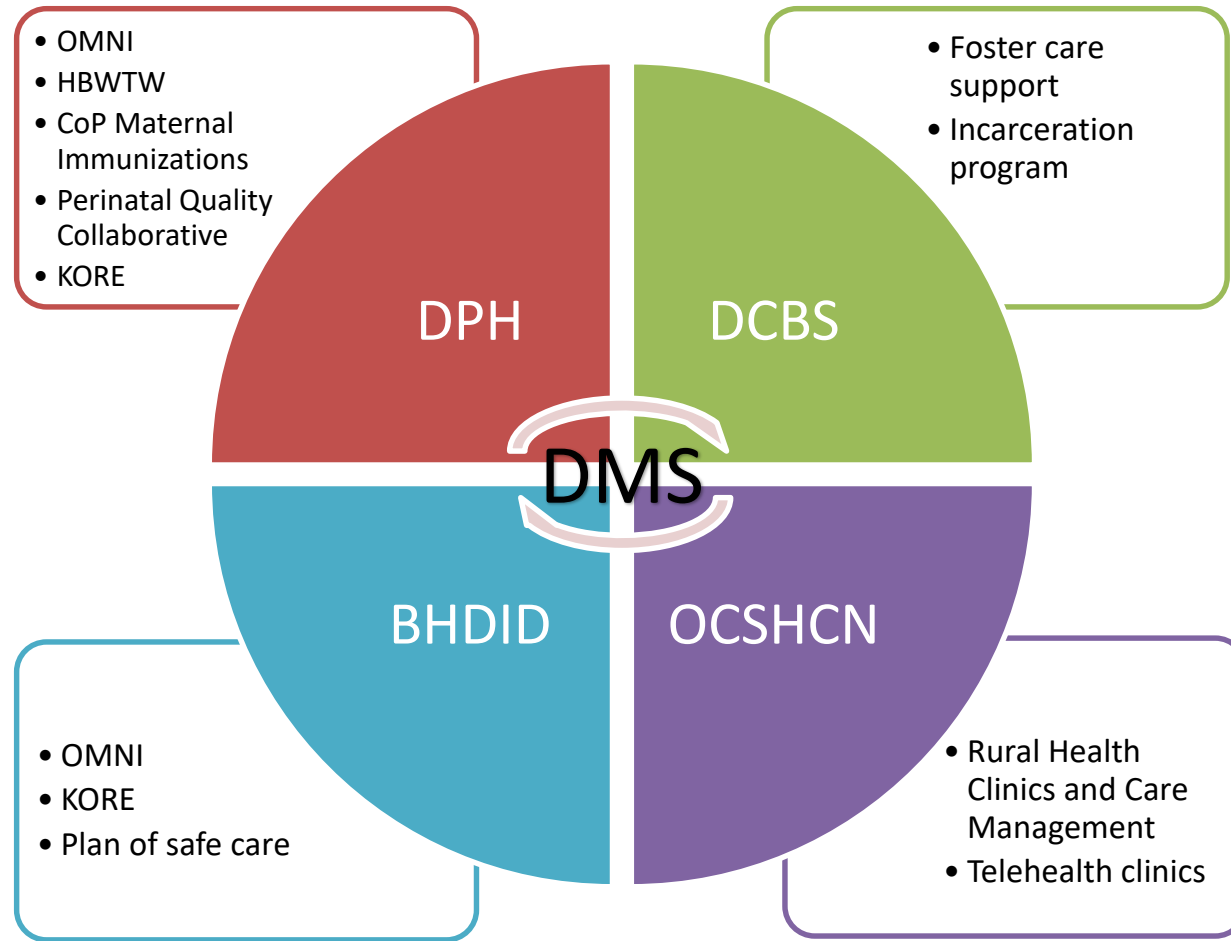 • OMNI
• HBWTW
• CoP Maternal
Immunizations
• Perinatal Quality
Collaborative
• KORE
• Foster care
support
• Incarceration
program
DPH
DCBS
DMS
BHDID
OCSHCN
• OMNI
• KORE
• Plan of safe care
• Rural Health
Clinics and Care
Management
• Telehealth clinics